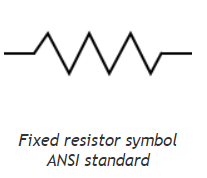 Fixed resistor symbol
ANSI standard